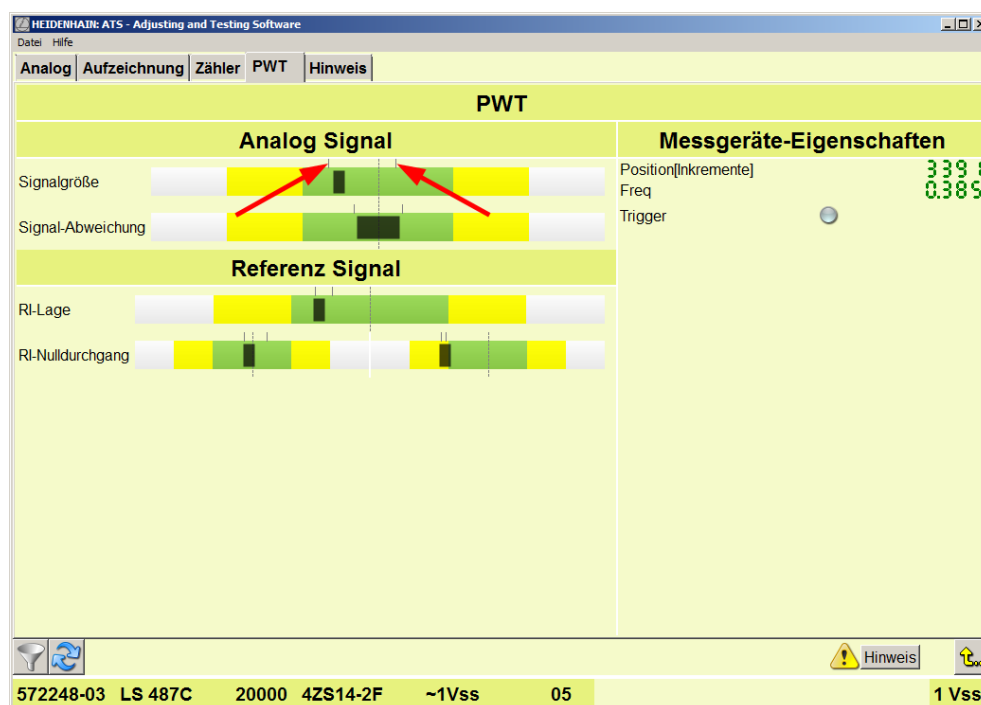 HEIDENHAIN: ATS - Adjusting and Testing Software
Datei Hilfe
Analog Aufzeichnung Zähler PWT Hinweis
PWT
Analog Signal
Messgeräte-Eigenschaften
Signalgröße
Signal-Abweichung
Position[Inkremente]
Freq
Trigger
Referenz Signal
RI-Lage
RI-Nulldurchgang
Hinweis
572248-03 LS 487C 20000 4ZS14-2F ~1Vss 05 1 Vss